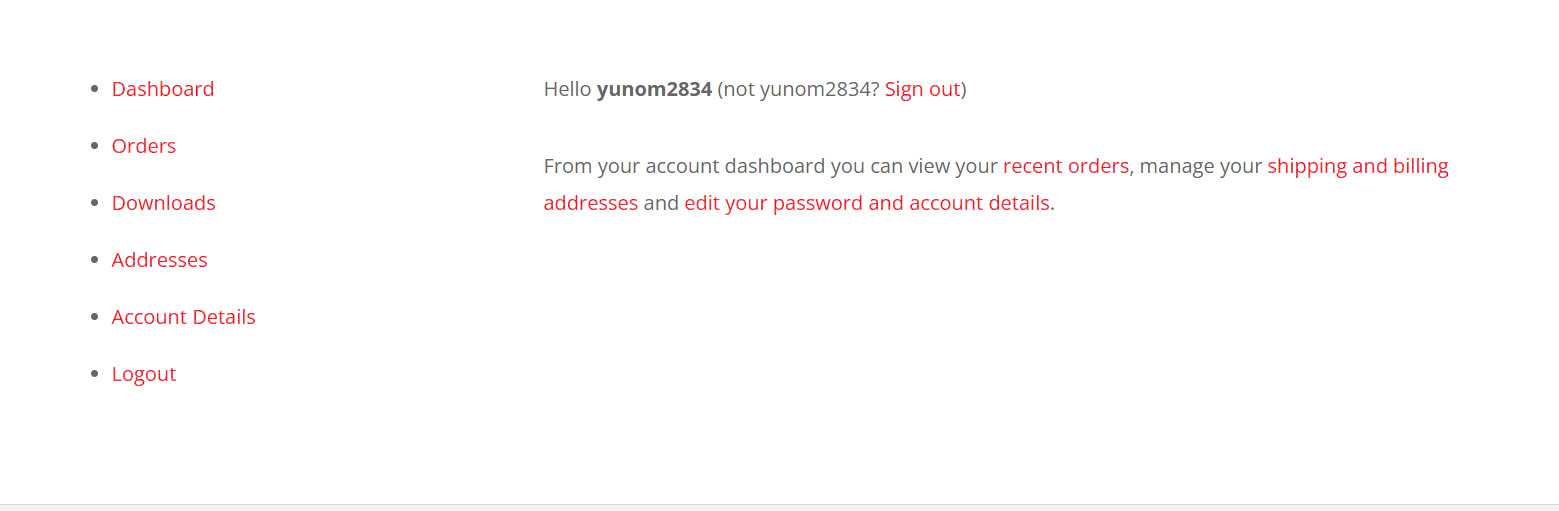 Dashboard
Orders
Downloads
Addresses
Account Details
Logout
Hello yunom2834 (not yunom2834? Sign out)
From your account dashboard you can view your recent orders, manage your shipping and billing
addresses and edit your password and account details.